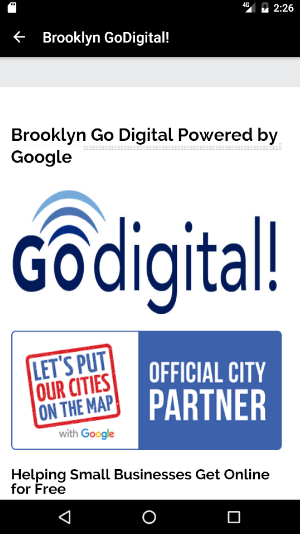 4G 2:26
Brooklyn GoDigital!
Brooklyn Go Digital Powered by
Google
Godigital!
LET'S PUT
OUR CITIES
ON THE MAP
with Google
OFFICIAL CITY
PARTNER
Helping Small Businesses Get Online
for Free